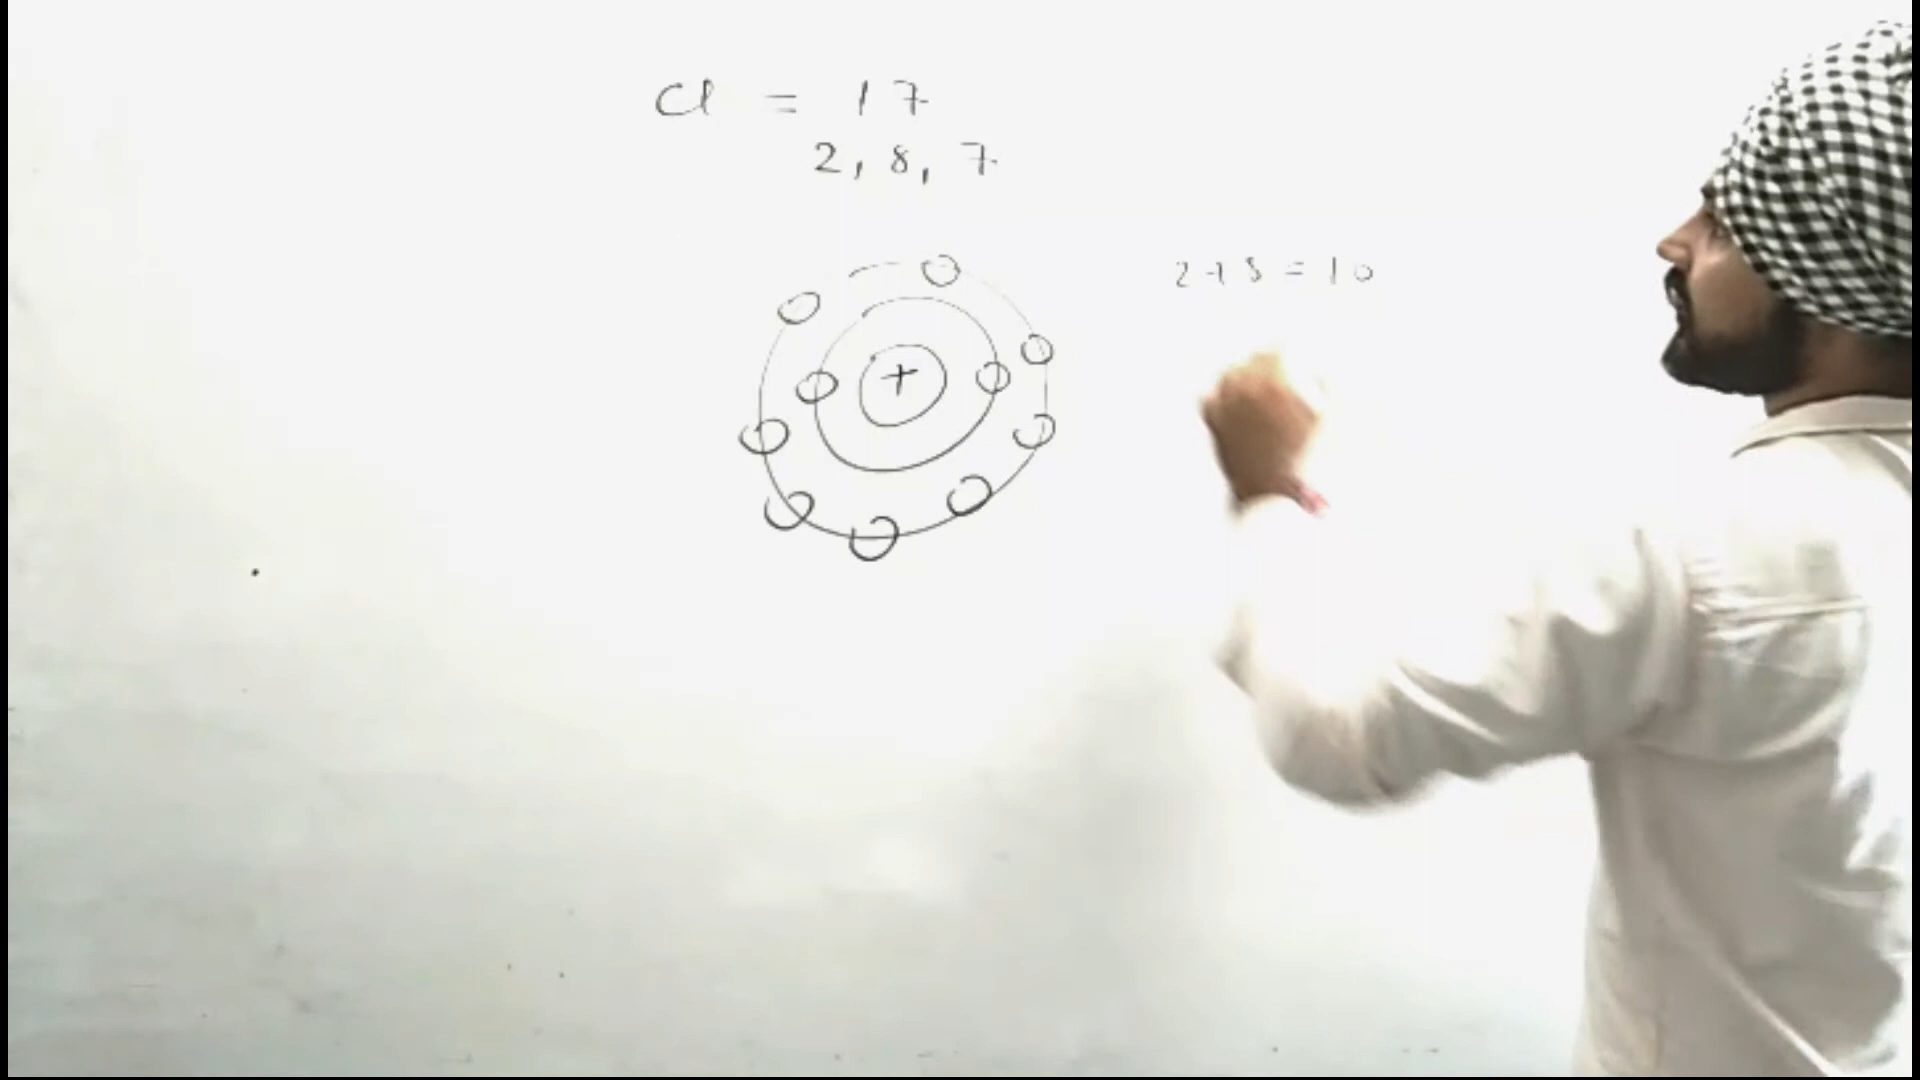 Cl = 17
2, 8, 7
2+8=10
+